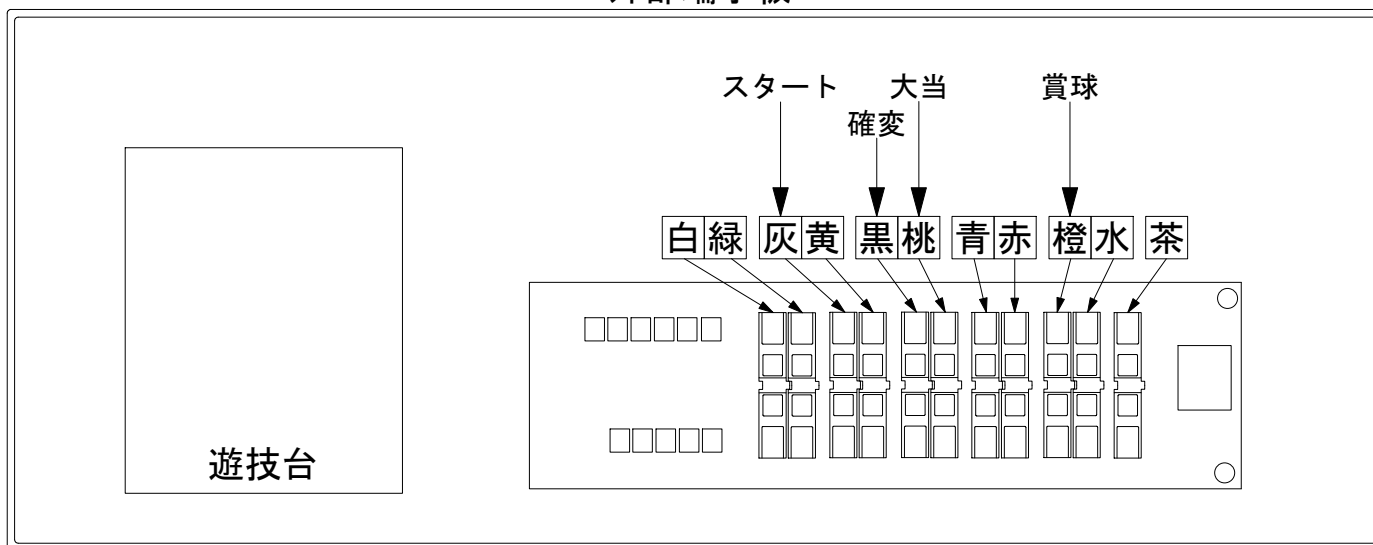 スタート 大当 賞球
確変
白 緑 灰 黄 黒 桃 青 赤 橙 水 茶
遊技台